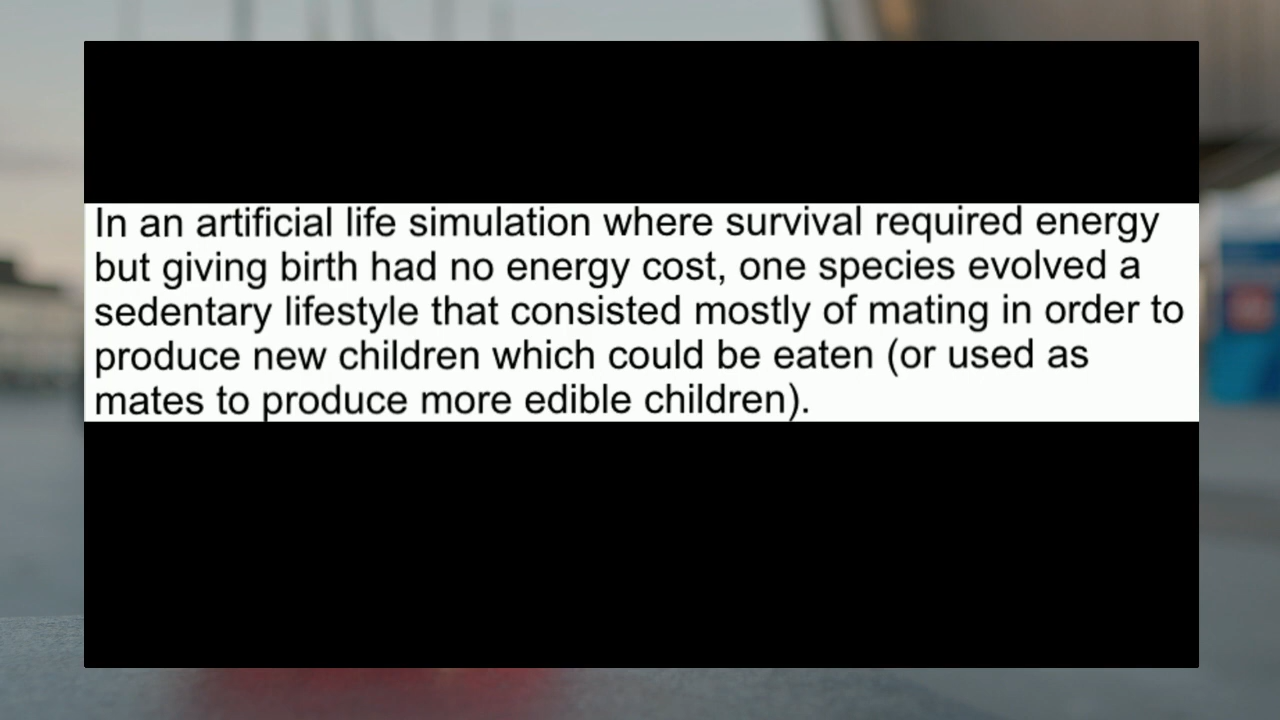 In an artificial life simulation where survival required energy
but giving birth had no energy cost, one species evolved a
sedentary lifestyle that consisted mostly of mating in order to
produce new children which could be eaten (or used as
mates to produce more edible children).